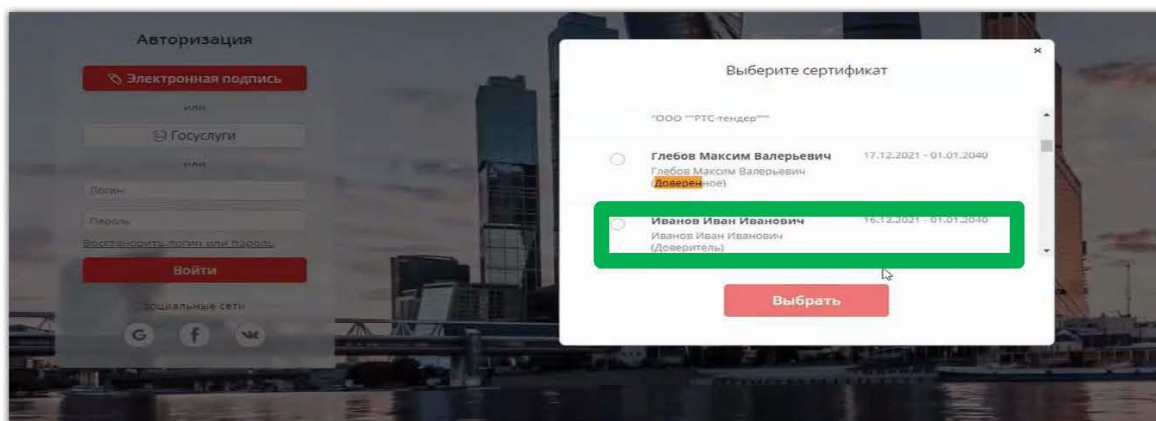 Авторизация
Электронная подпись
или
Госуслуги
или
Логин
Пароль
Восстановить логин или пароль
Войти
социальные сети
G f
×
Выберите сертификат
"ООО ""РТС-тендер"""
Глебов Максим Валерьевич 17.12.2021 - 01.01.2040
Глебов Максим Валерьевич
(Доверенное)
Иванов Иван Иванович 16.12.2021 - 01.01.2040
Иванов Иван Иванович
(Доверитель)
Выбрать